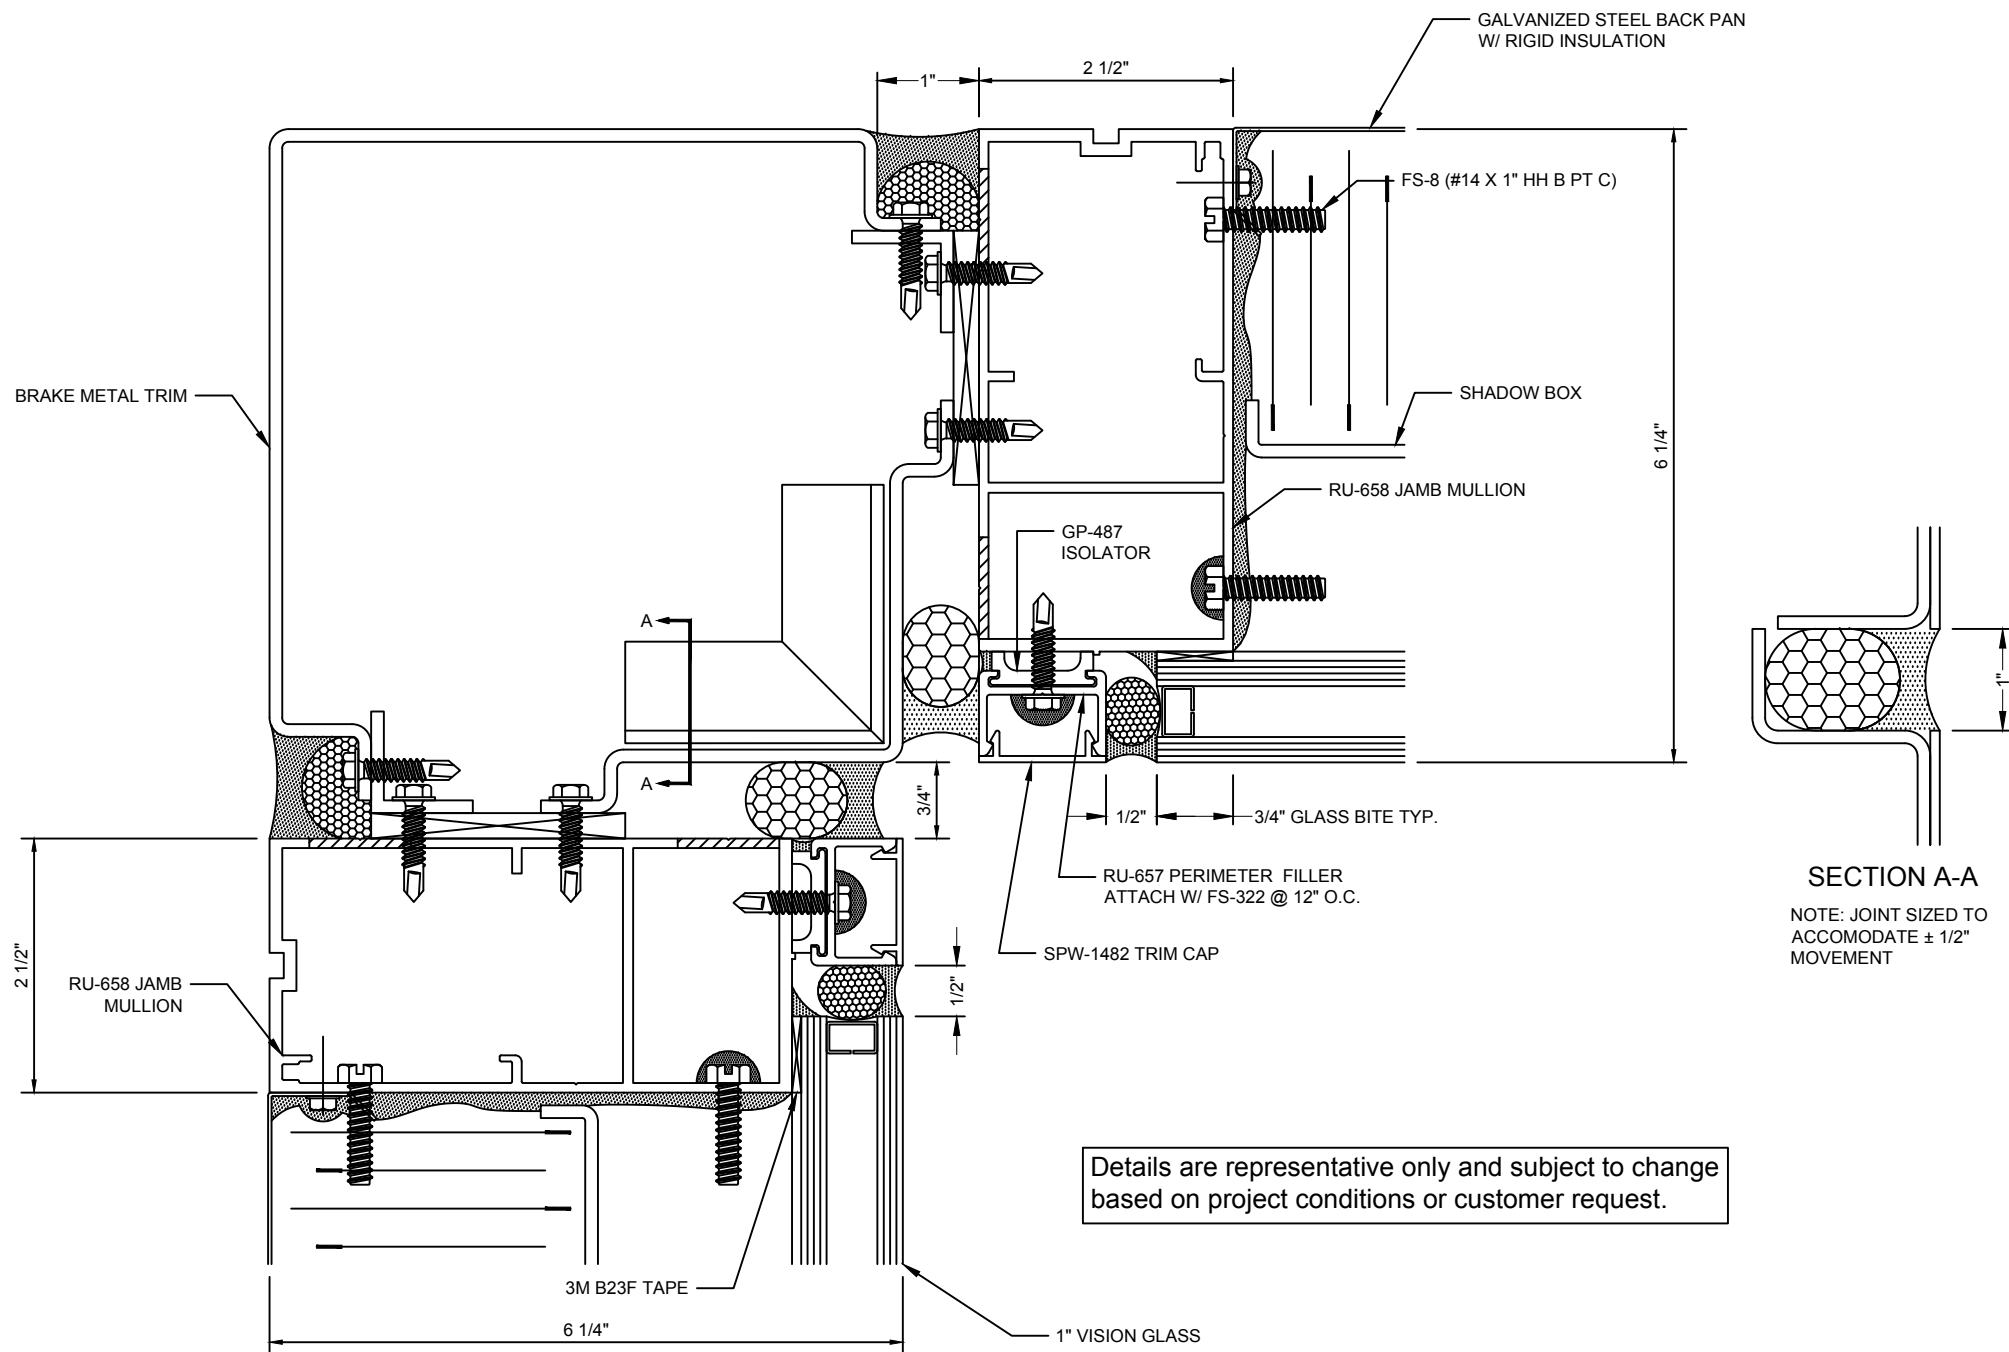 GALVANIZED STEEL BACK PAN
W/ RIGID INSULATION
1"
2 1/2"
FS-8 (#14 X 1" HH B PT C)
BRAKE METAL TRIM
SHADOW BOX
6 1/4"
RU-658 JAMB MULLION
GP-487
ISOLATOR
A
A
1"
3/4"
1/2"
3/4" GLASS BITE TYP.
RU-657 PERIMETER FILLER
ATTACH W/ FS-322 @ 12" O.C.
SPW-1482 TRIM CAP
SECTION A-A
NOTE: JOINT SIZED TO
ACCOMODATE ± 1/2"
MOVEMENT
2 1/2"
RU-658 JAMB
MULLION
1/2"
Details are representative only and subject to change
based on project conditions or customer request.
3M B23F TAPE
6 1/4"
1" VISION GLASS